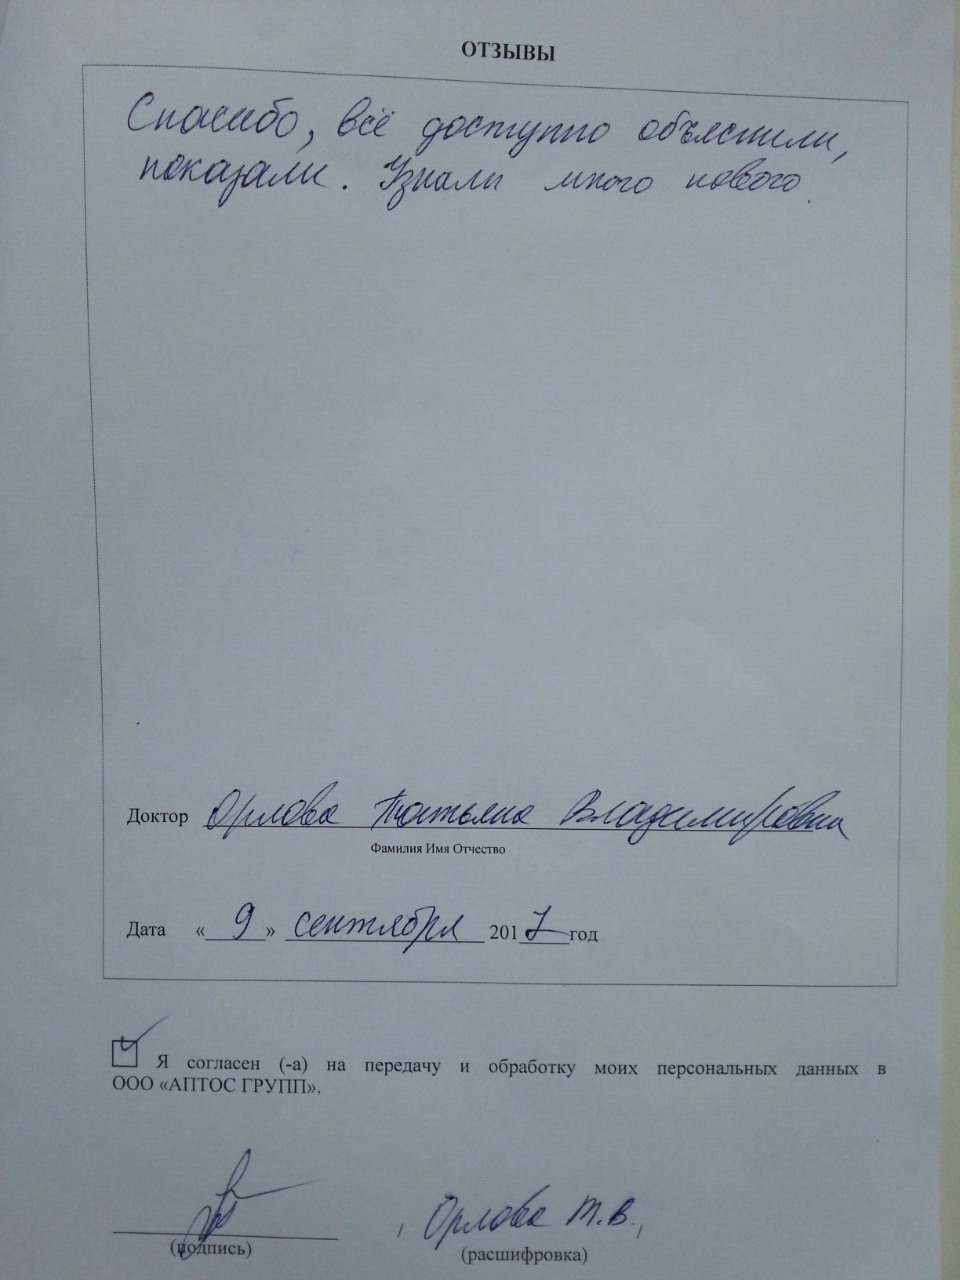 ОТЗЫВЫ
Спасибо, всё доступно объяснили,
показали. Узнали много нового.
Доктор Орлова Татьяна Владимировна
Фамилия Имя Отчество
Дата « 9 » сентября 2017 год
Я согласен (-а) на передачу и обработку моих персональных данных в
ООО «АПТОС ГРУПП».
Орлова Т.В.
(подпись) (расшифровка)